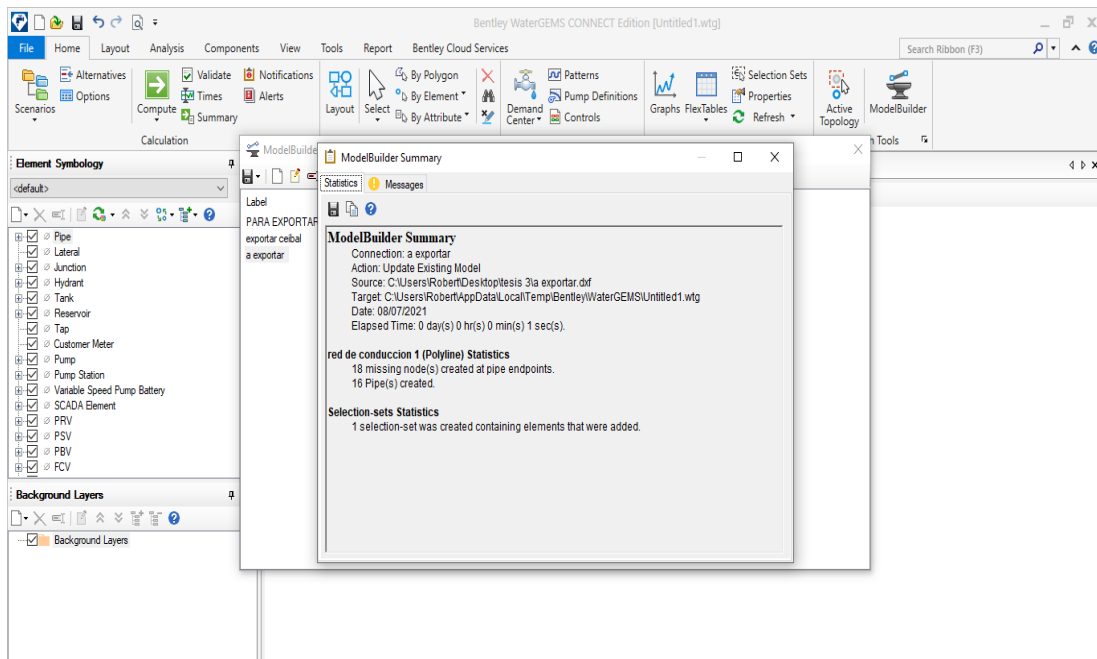 Bentley WaterGEMS CONNECT Edition [Untitled1.wtg]
File Home Layout Analysis Components View Tools Report Bentley Cloud Services Search Ribbon (F3)
Scenarios
Alternatives
Options
Compute
Validate
Times
Summary
Notifications
Alerts
Calculation
Layout
Select
By Polygon
By Element
By Attribute
Demand Center
Patterns
Pump Definitions
Controls
Graphs
FlexTables
Selection Sets
Properties
Refresh
Active Topology
ModelBuilder
Tools
Element Symbology
<default>
Pipe
Lateral
Junction
Hydrant
Tank
Reservoir
Tap
Customer Meter
Pump
Pump Station
Variable Speed Pump Battery
SCADA Element
PRV
PSV
PBV
FCV
Background Layers
Background Layers
ModelBuilde
Label
PARA EXPORTAR
exportar ceibal
a exportar
ModelBuilder Summary
Statistics Messages
ModelBuilder Summary
Connection: a exportar
Action: Update Existing Model
Source: C:\Users\Robert\Desktop\tesis 3\a exportar.dxf
Target: C:\Users\Robert\AppData\Local\Temp\Bentley\WaterGEMS\Untitled1.wtg
Date: 08/07/2021
Elapsed Time: 0 day(s) 0 hr(s) 0 min(s) 1 sec(s).
red de conduccion 1 (Polyline) Statistics
18 missing node(s) created at pipe endpoints.
16 Pipe(s) created.
Selection-sets Statistics
1 selection-set was created containing elements that were added.